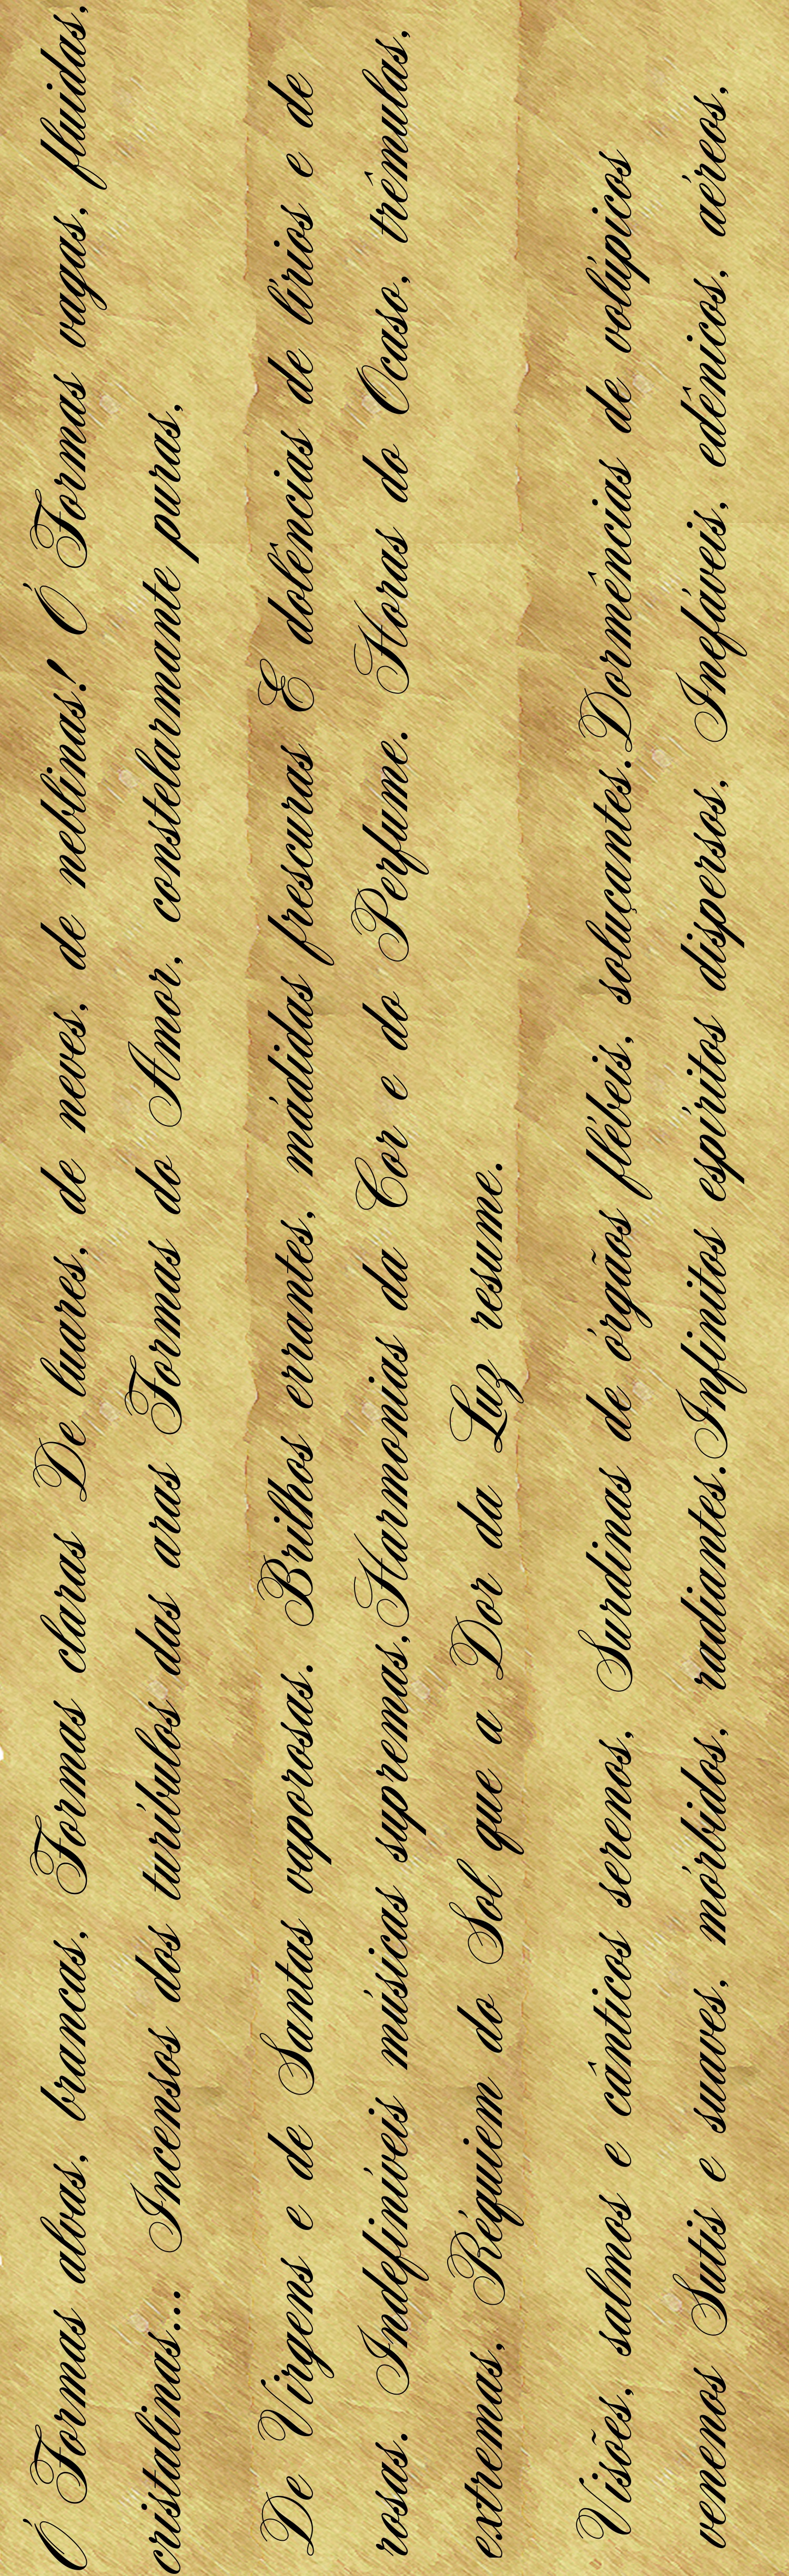 Ó Formas alvas, brancas, Formas claras De luares, de neves, de neblinas! Ó Formas vagas, fluidas,
cristalinas... Incensos dos turíbulos das aras Formas do Amor, constelarmante puras,
De Virgens e de Santas vaporosas. Brilhos errantes, mádidas frescuras E dolências de lírios e de
rosas. Indefiníveis músicas supremas,Harmonias da Cor e do Perfume. Horas do Ocaso, trêmulas,
extremas, Réquiem do Sol que a Dor da Luz resume.
Visões, salmos e cânticos serenos, Surdinas de órgãos flébeis, soluçantes.Dormências de volúpicos
venenos Sutis e suaves, mórbidos, radiantes.Infinitos espíritos dispersos, Inefáveis, edênicos, aéreos,